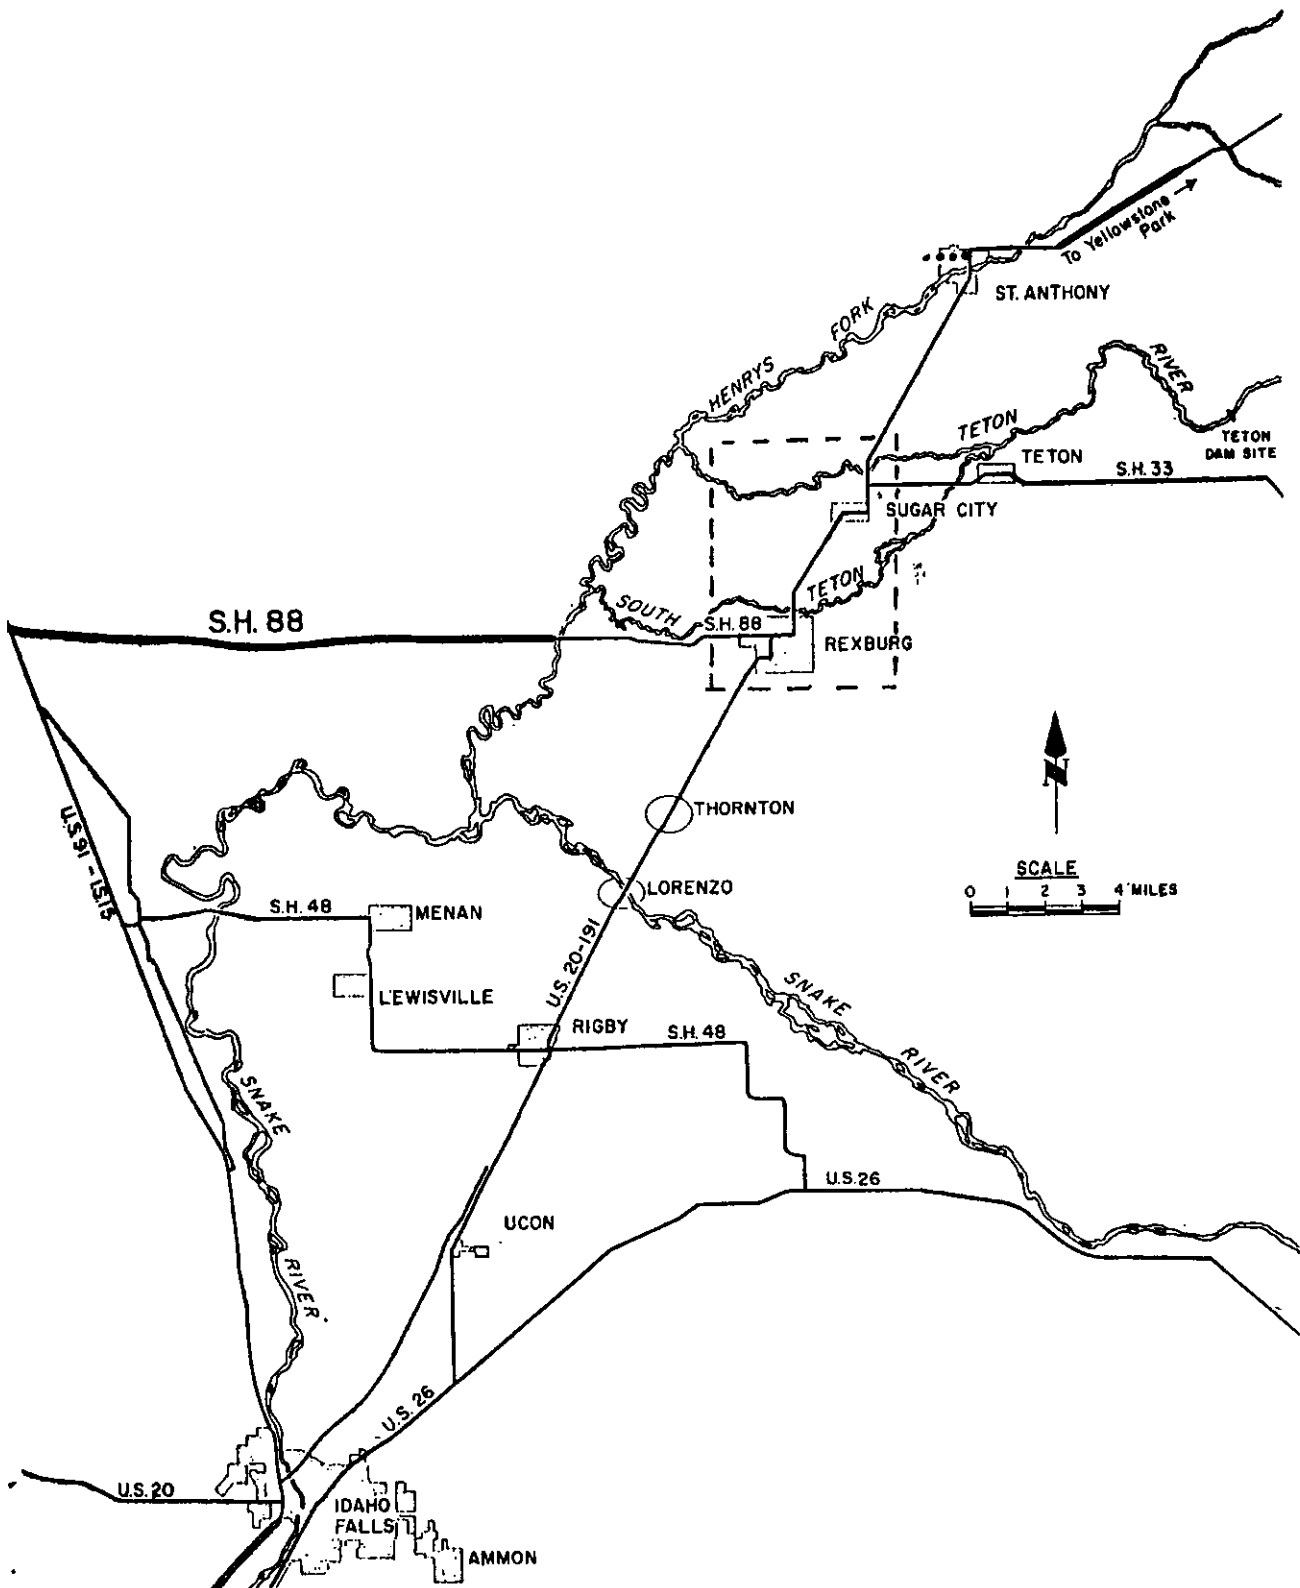 To Yellowstone
Park
ST. ANTHONY
HENRYS FORK
TETON RIVER
TETON
DAM SITE
TETON
S.H. 33
SUGAR CITY
SOUTH TETON
S.H. 88
S.H. 88
REXBURG
N
THORNTON
U.S. 91 - I.S. 15
SCALE
0 1 2 3 4 MILES
LORENZO
S.H. 48
MENAN
U.S. 20-191
LEWISVILLE
SNAKE RIVER
RIGBY
S.H. 48
SNAKE RIVER
U.S. 26
UCON
U.S. 26
U.S. 20
IDAHO
FALLS
AMMON